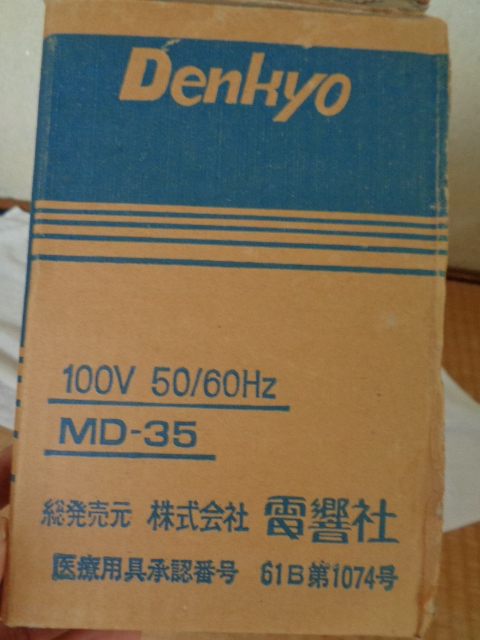 Denkyo
100V 50/60Hz
MD-35
総発売元 株式会社 電響社
医療用具承認番号 61B第1074号